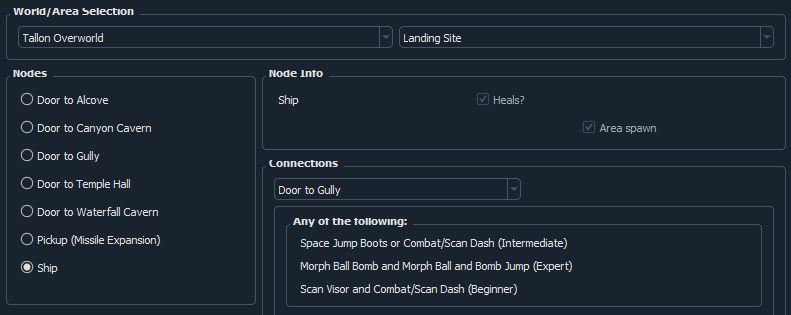 World/Area Selection
Tallon Overworld
Landing Site
Nodes
Door to Alcove
Door to Canyon Cavern
Door to Gully
Door to Temple Hall
Door to Waterfall Cavern
Pickup (Missile Expansion)
Ship
Node Info
Ship
Heals?
Area spawn
Connections
Door to Gully
Any of the following:
Space Jump Boots or Combat/Scan Dash (Intermediate)
Morph Ball Bomb and Morph Ball and Bomb Jump (Expert)
Scan Visor and Combat/Scan Dash (Beginner)